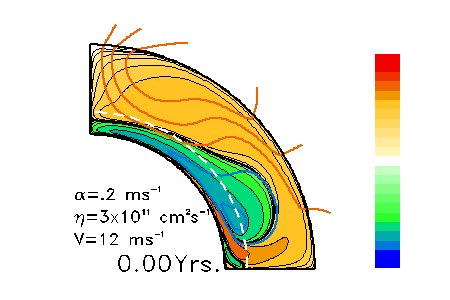 α=.2 ms⁻¹
η=3x10¹¹ cm²s⁻¹
V=12 ms⁻¹
0.00Yrs.